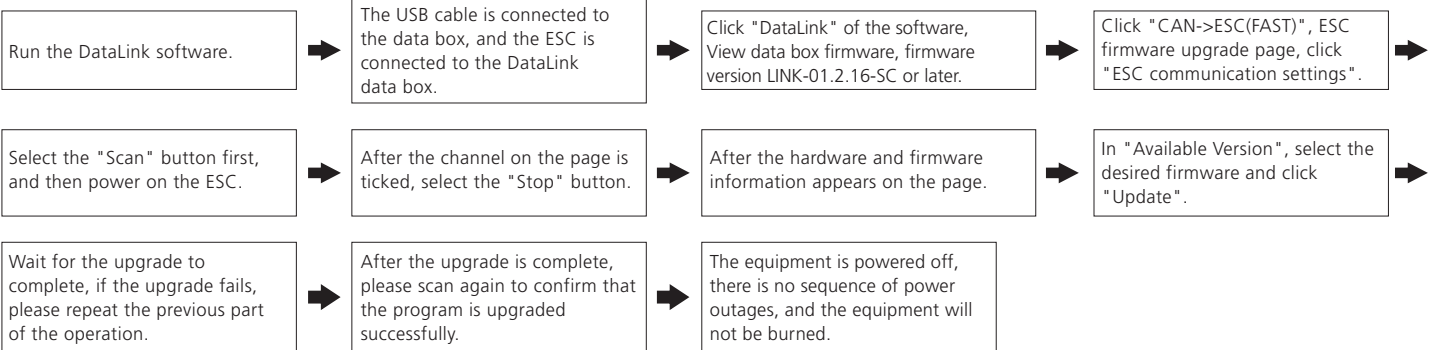 Run the DataLink software.
The USB cable is connected to
the data box, and the ESC is
connected to the DataLink
data box.
Click "DataLink" of the software,
View data box firmware, firmware
version LINK-01.2.16-SC or later.
Click "CAN->ESC(FAST)", ESC
firmware upgrade page, click
"ESC communication settings".
Select the "Scan" button first,
and then power on the ESC.
After the channel on the page is
ticked, select the "Stop" button.
After the hardware and firmware
information appears on the page.
In "Available Version", select the
desired firmware and click
"Update".
Wait for the upgrade to
complete, if the upgrade fails,
please repeat the previous part
of the operation.
After the upgrade is complete,
please scan again to confirm that
the program is upgraded
successfully.
The equipment is powered off,
there is no sequence of power
outages, and the equipment will
not be burned.